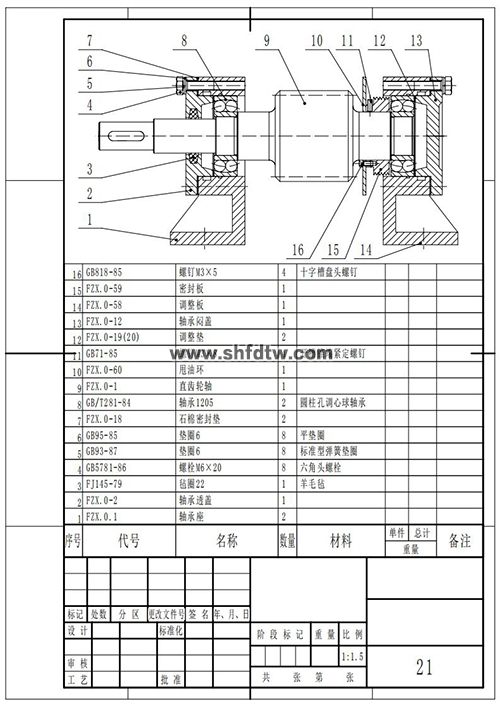 7 8 9 10 11 12 13
6
5
4
3
2
1
16 15 14
16 GB818-85 螺钉M3×5 4 十字槽盘头螺钉
15 FZX.0-59 密封板 1
14 FZX.0-58 调整板 1
13 FZX.0-12 轴承闷盖 1
12 FZX.0-19(20) 调整垫 2
11 GB71-85 紧定螺钉
www.shfdtw.com
10 FZX.0-60 甩油环 1
9 FZX.0-1 直齿轮轴 1
8 GB/T281-84 轴承1205 2 圆柱孔调心球轴承
7 FZX.0-18 石棉密封垫 2
6 GB95-85 垫圈6 8 平垫圈
5 GB93-87 垫圈6 8 标准型弹簧垫圈
4 GB5781-86 螺栓M6×20 8 六角头螺栓
3 FJ145-79 毡圈22 1 羊毛毡
2 FZX.0-2 轴承透盖 1
1 FZX.0.1 轴承座 2
序号 代号 名称 数量 材料 单件 总计 备注
重量
标记 处数 分区 更改文件号 签名 年、月、日
设计 标准化
阶段标记 重量 比例
1:1.5
审核
工艺 批准
共 张 第 张
21